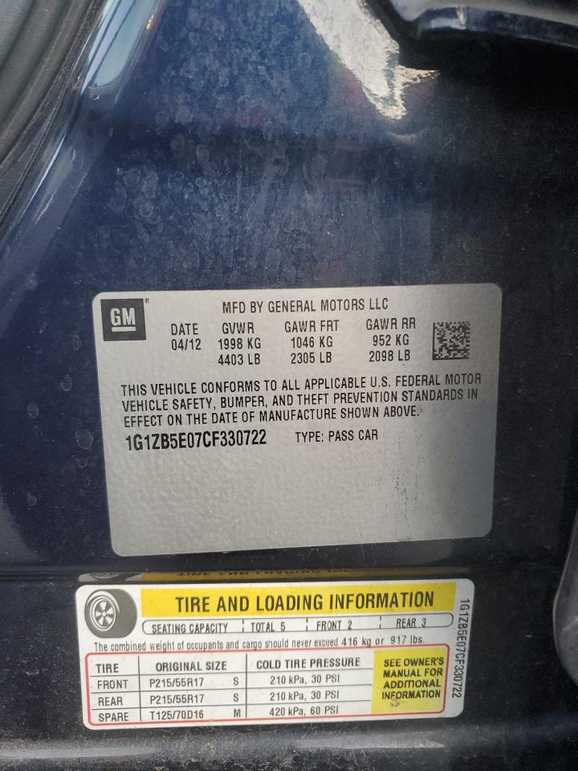 GM
MFD BY GENERAL MOTORS LLC
DATE GVWR GAWR FRT GAWR RR
04/12 1998 KG 1046 KG 952 KG
4403 LB 2305 LB 2098 LB
THIS VEHICLE CONFORMS TO ALL APPLICABLE U.S. FEDERAL MOTOR
VEHICLE SAFETY, BUMPER, AND THEFT PREVENTION STANDARDS IN
EFFECT ON THE DATE OF MANUFACTURE SHOWN ABOVE.
1G1ZB5E07CF330722 TYPE: PASS CAR
TIRE AND LOADING INFORMATION
SEATING CAPACITY TOTAL 5 FRONT 2 REAR 3
The combined weight of occupants and cargo should never exceed 416 kg or 917 lbs.
TIRE ORIGINAL SIZE COLD TIRE PRESSURE
FRONT P215/55R17 S 210 kPa, 30 PSI
REAR P215/55R17 S 210 kPa, 30 PSI
SPARE T125/70D16 M 420 kPa, 60 PSI
SEE OWNER'S
MANUAL FOR
ADDITIONAL
INFORMATION
1G1ZB5E07CF330722